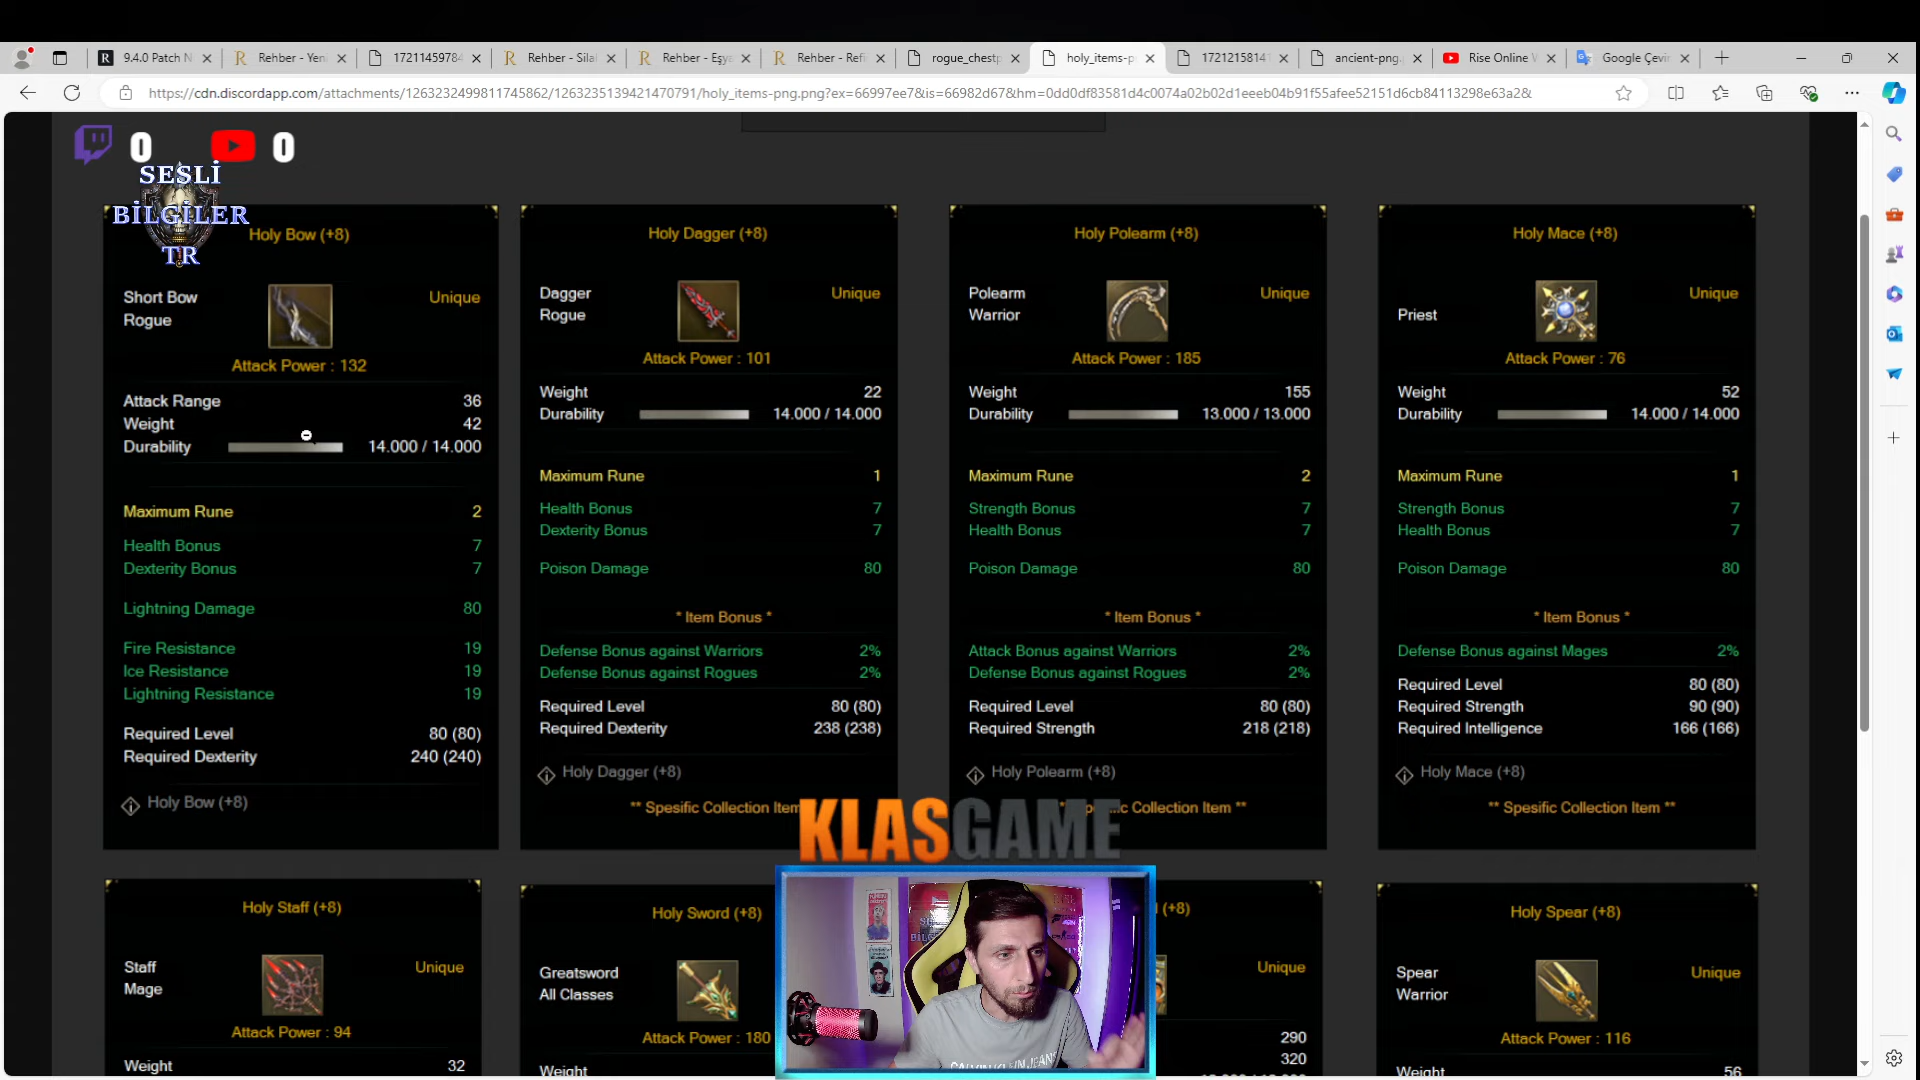 9.4.0 Patch N
Rehber - Yeni
17211459784
Rehber - Silal
Rehber - Eşya
Rehber - Refi
rogue_chestp
holy_items-p
1721215814
ancient-png.
Rise Online W
Google Çevir
https://cdn.discordapp.com/attachments/1263232499811745862/1263235139421470791/holy_items-png.png?ex=66997ee7&is=66982d67&hm=0dd0df83581d4c0074a02b02d1eeeb04b91f55afee52151d6cb84113298e63a2&
0 0
SESLİ
BİLGİLER
TR
Holy Bow (+8)
Short Bow
Rogue
Unique
Attack Power : 132
Attack Range 36
Weight 42
Durability 14.000 / 14.000
Maximum Rune 2
Health Bonus 7
Dexterity Bonus 7
Lightning Damage 80
Fire Resistance 19
Ice Resistance 19
Lightning Resistance 19
Required Level 80 (80)
Required Dexterity 240 (240)
Holy Bow (+8)
Holy Dagger (+8)
Dagger
Rogue
Unique
Attack Power : 101
Weight 22
Durability 14.000 / 14.000
Maximum Rune 1
Health Bonus 7
Dexterity Bonus 7
Poison Damage 80
* Item Bonus *
Defense Bonus against Warriors 2%
Defense Bonus against Rogues 2%
Required Level 80 (80)
Required Dexterity 238 (238)
Holy Dagger (+8)
** Spesific Collection Item
Holy Polearm (+8)
Polearm
Warrior
Unique
Attack Power : 185
Weight 155
Durability 13.000 / 13.000
Maximum Rune 2
Strength Bonus 7
Health Bonus 7
Poison Damage 80
* Item Bonus *
Attack Bonus against Warriors 2%
Defense Bonus against Rogues 2%
Required Level 80 (80)
Required Strength 218 (218)
Holy Polearm (+8)
Collection Item **
Holy Mace (+8)
Priest
Unique
Attack Power : 76
Weight 52
Durability 14.000 / 14.000
Maximum Rune 1
Strength Bonus 7
Health Bonus 7
Poison Damage 80
* Item Bonus *
Defense Bonus against Mages 2%
Required Level 80 (80)
Required Strength 90 (90)
Required Intelligence 166 (166)
Holy Mace (+8)
** Spesific Collection Item **
KLASGAME
Holy Staff (+8)
Staff
Mage
Unique
Attack Power : 94
Weight 32
Holy Sword (+8)
Greatsword
All Classes
Attack Power : 180
Weight
(+8)
Unique
290
320
Holy Spear (+8)
Spear
Warrior
Unique
Attack Power : 116
Weight 56
CALVIN KLEIN JEANS